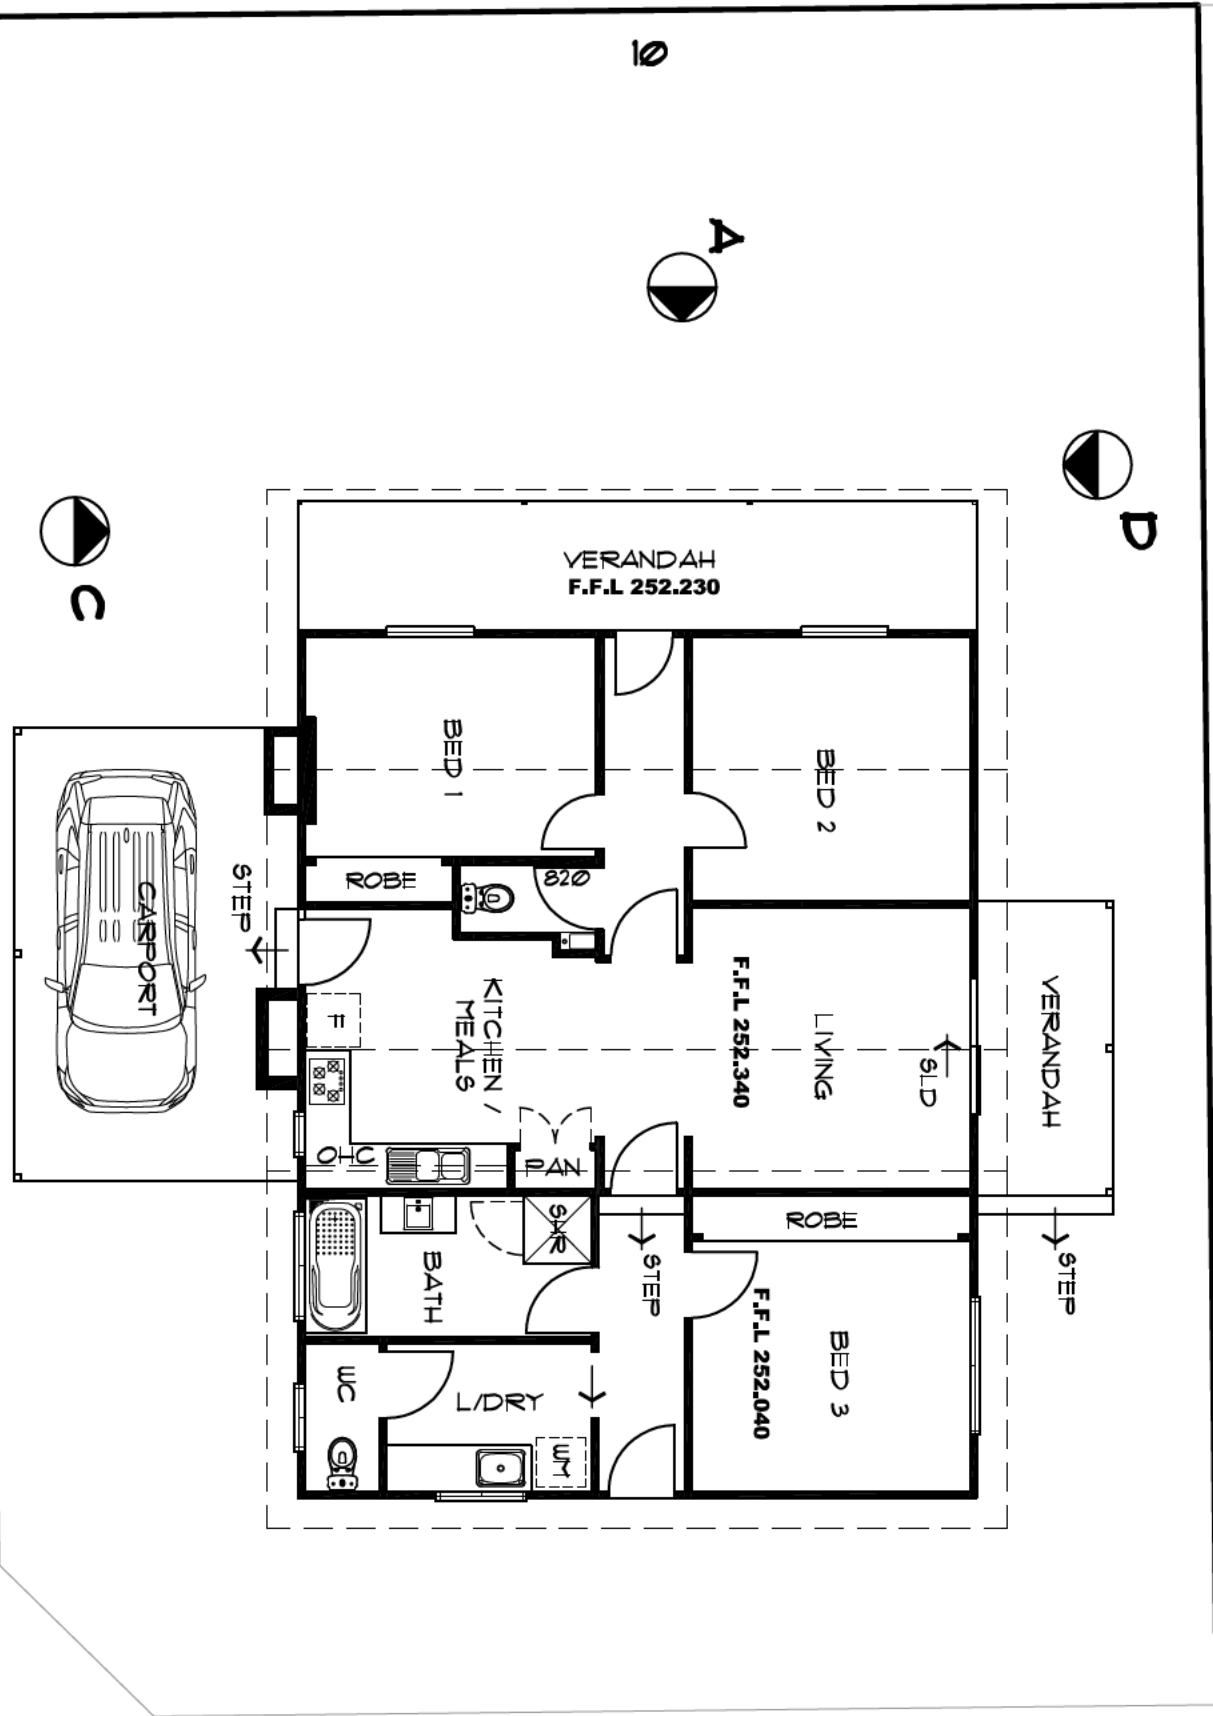 10
A
D
C
VERANDAH
F.F.L 252.230
BED 1
BED 2
ROBE
820
STEP
CARPORT
F
KITCHEN /
MEALS
F.F.L 252.340
LIVING
SLD
VERANDAH
OHC
PAN
SHR
ROBE
BATH
STEP
STEP
F.F.L 252.040
BED 3
WC
L/DRY
WM